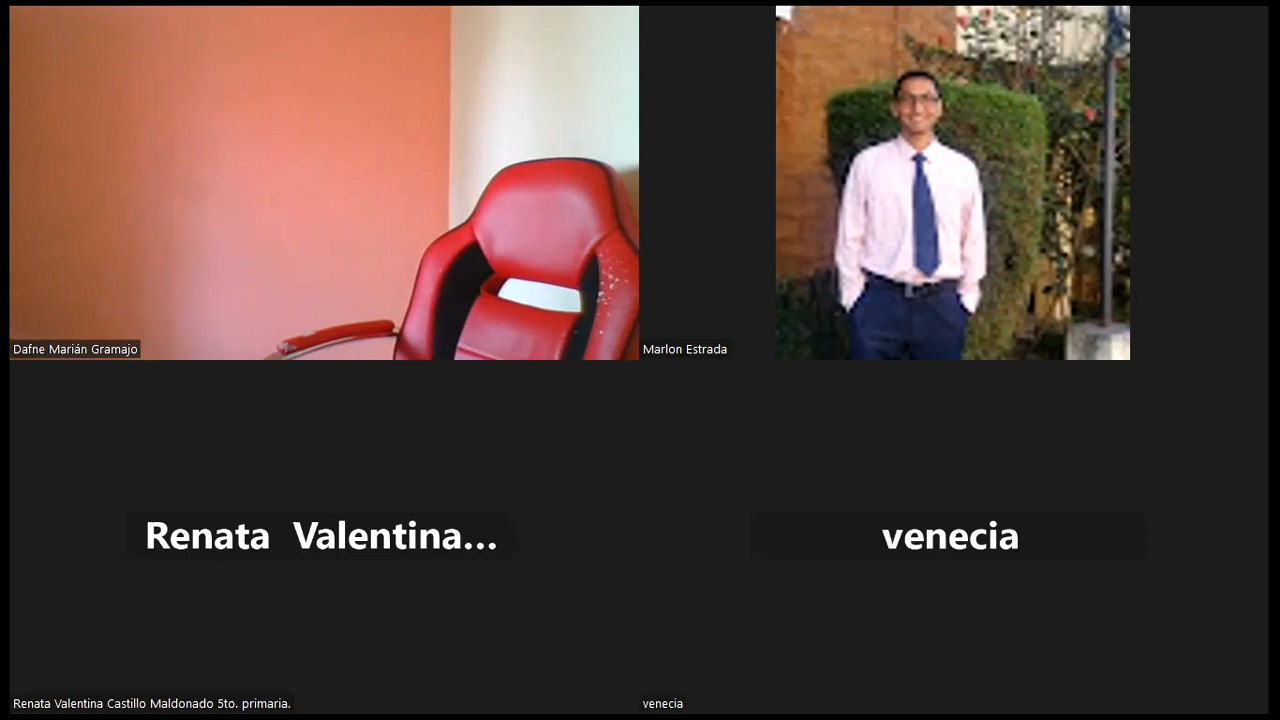 Dafne Marián Gramajo
Marlon Estrada
Renata Valentina...
venecia
Renata Valentina Castillo Maldonado 5to. primaria.
venecia